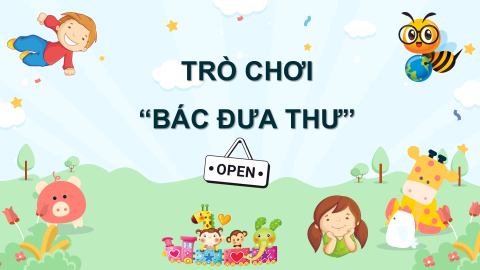 TRÒ CHƠI
“BÁC ĐƯA THƯ”
OPEN